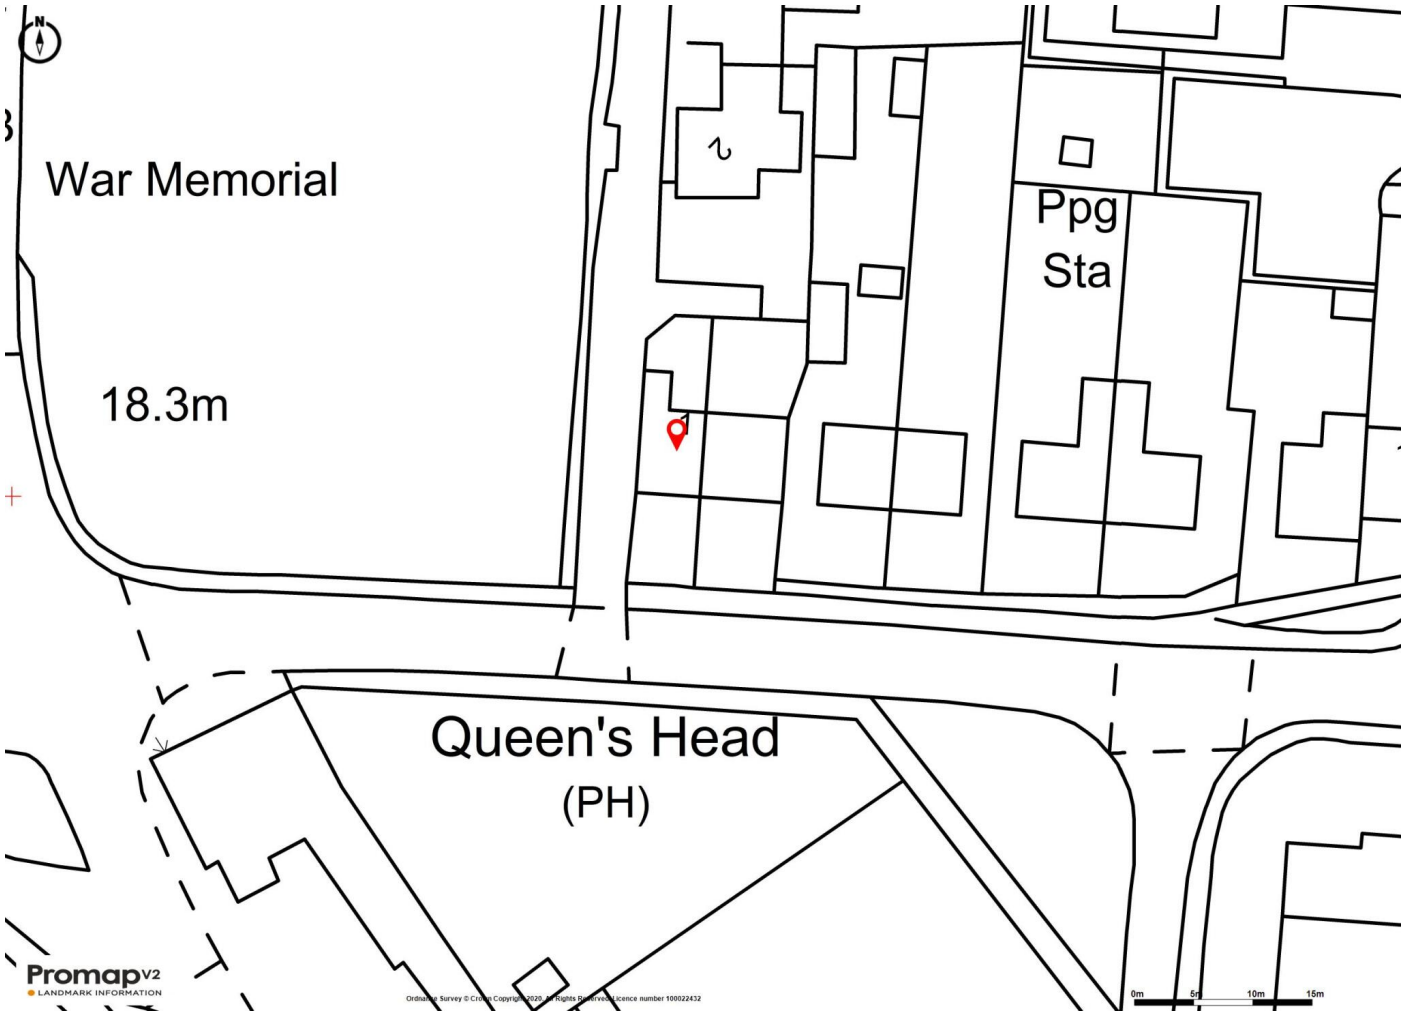 N
War Memorial
2
Ppg
Sta
18.3m
1
Queen's Head
(PH)
Promap V2
LANDMARK INFORMATION
Ordnance Survey © Crown Copyright 2020. All Rights Reserved. Licence number 100022432
0m 5m 10m 15m